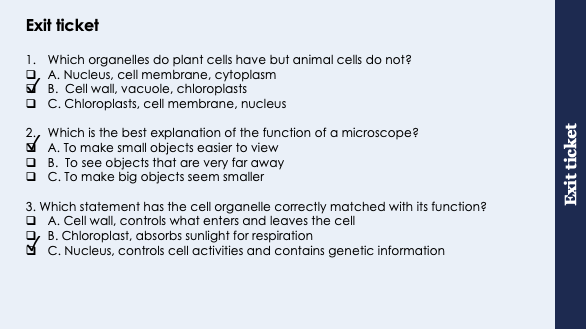 Exit ticket
1. Which organelles do plant cells have but animal cells do not?
❑ A. Nucleus, cell membrane, cytoplasm
☑ B. Cell wall, vacuole, chloroplasts
❑ C. Chloroplasts, cell membrane, nucleus
2. Which is the best explanation of the function of a microscope?
☑ A. To make small objects easier to view
❑ B. To see objects that are very far away
❑ C. To make big objects seem smaller
3. Which statement has the cell organelle correctly matched with its function?
❑ A. Cell wall, controls what enters and leaves the cell
❑ B. Chloroplast, absorbs sunlight for respiration
☑ C. Nucleus, controls cell activities and contains genetic information
Exit ticket